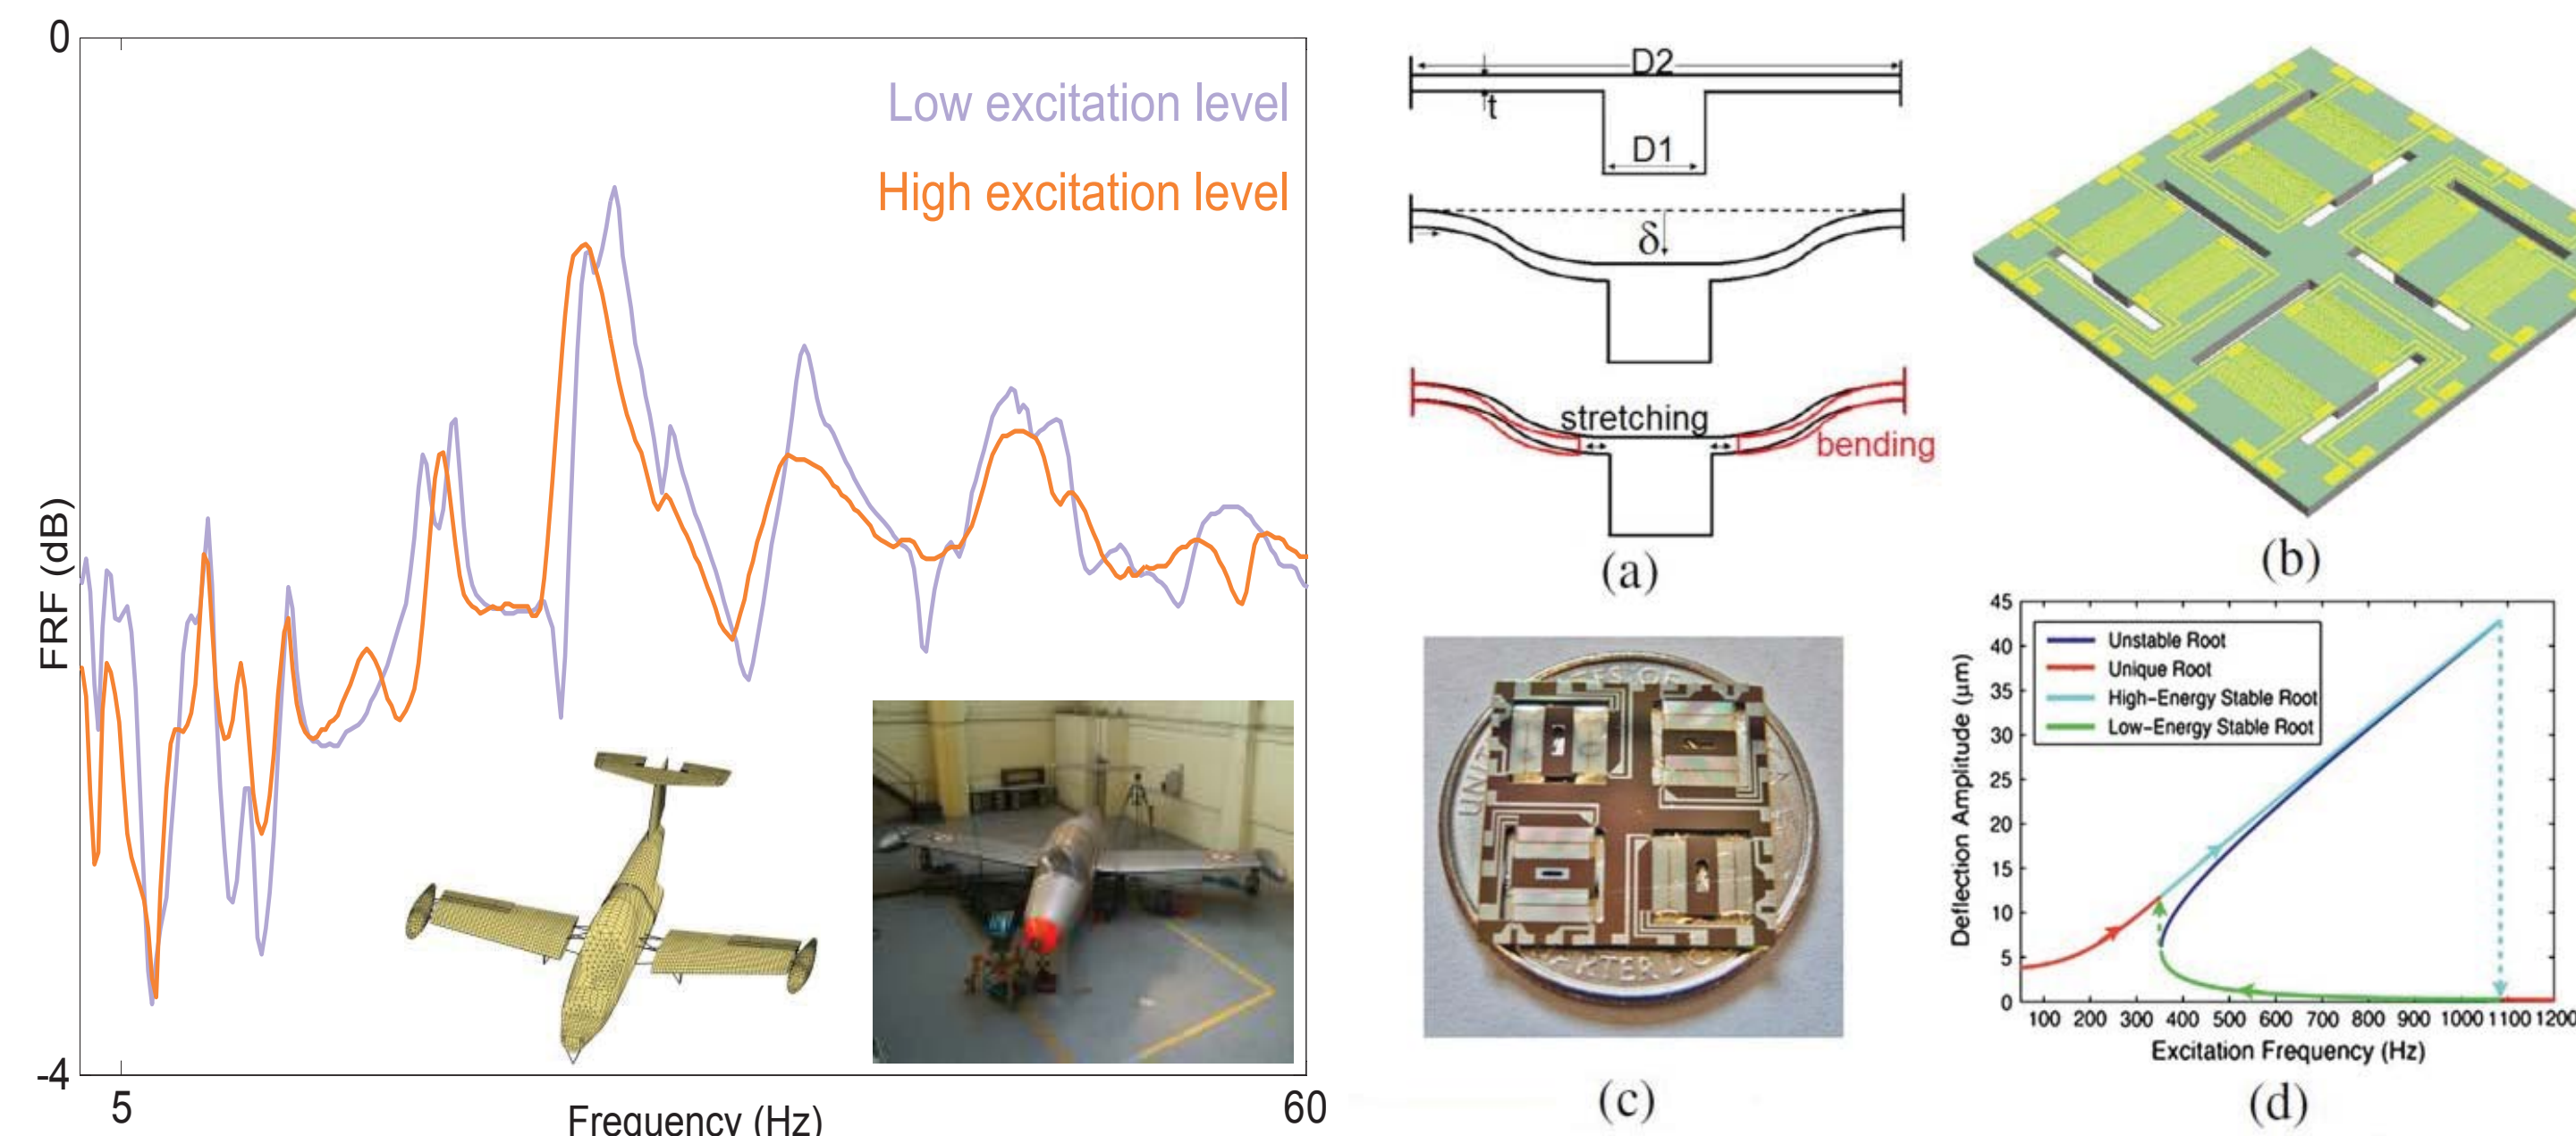 0
Low excitation level
High excitation level
FRF (dB)
-4
5
60
Frequency (Hz)
D2
t
D1
δ
stretching
bending
(a)
(b)
(c)
45
40
35
30
25
20
15
10
5
0
Deflection Amplitude (μm)
Unstable Root
Unique Root
High-Energy Stable Root
Low-Energy Stable Root
100 200 300 400 500 600 700 800 900 1000 1100 1200
Excitation Frequency (Hz)
(d)